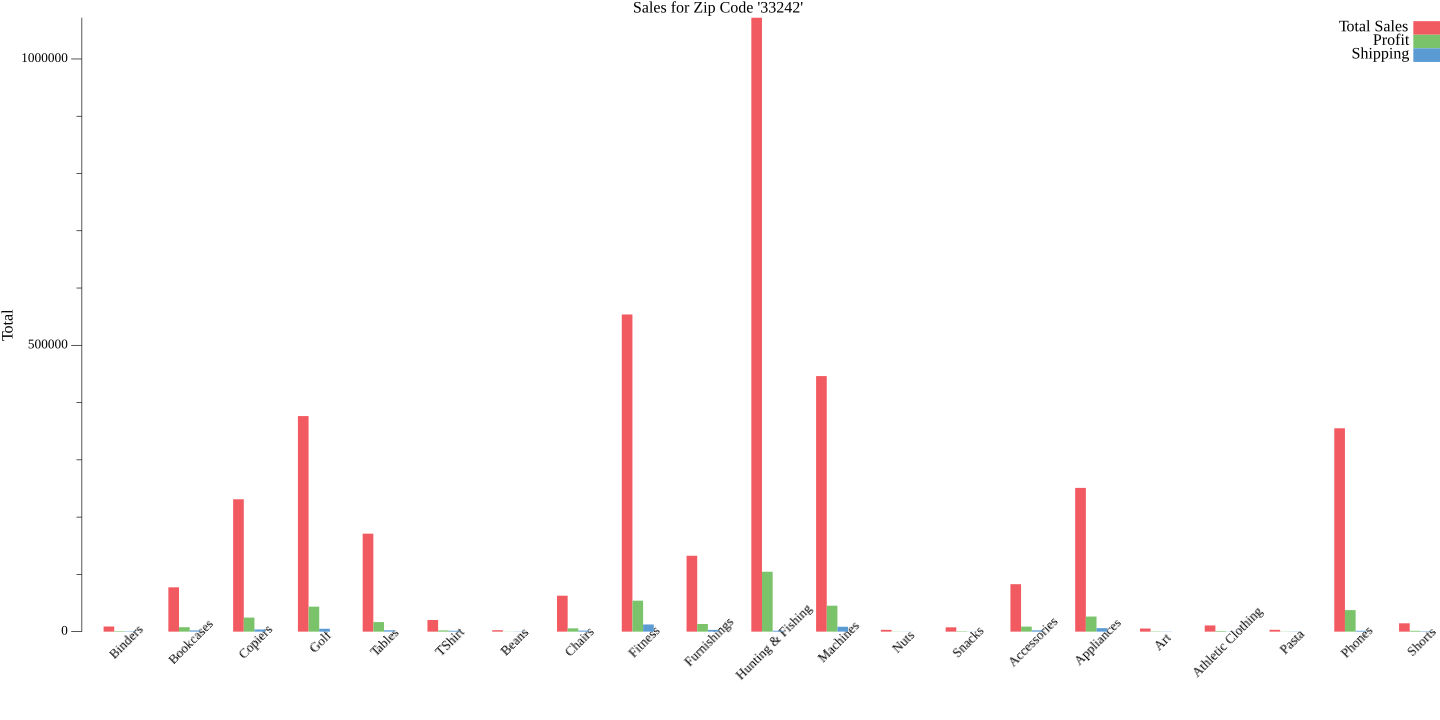 Sales for Zip Code '33242'
Total Sales
Profit
Shipping
1000000
500000
0
Total
Binders
Bookcases
Copiers
Golf
Tables
TShirt
Beans
Chairs
Fitness
Furnishings
Hunting & Fishing
Machines
Nuts
Snacks
Accessories
Appliances
Art
Athletic Clothing
Pasta
Phones
Shorts